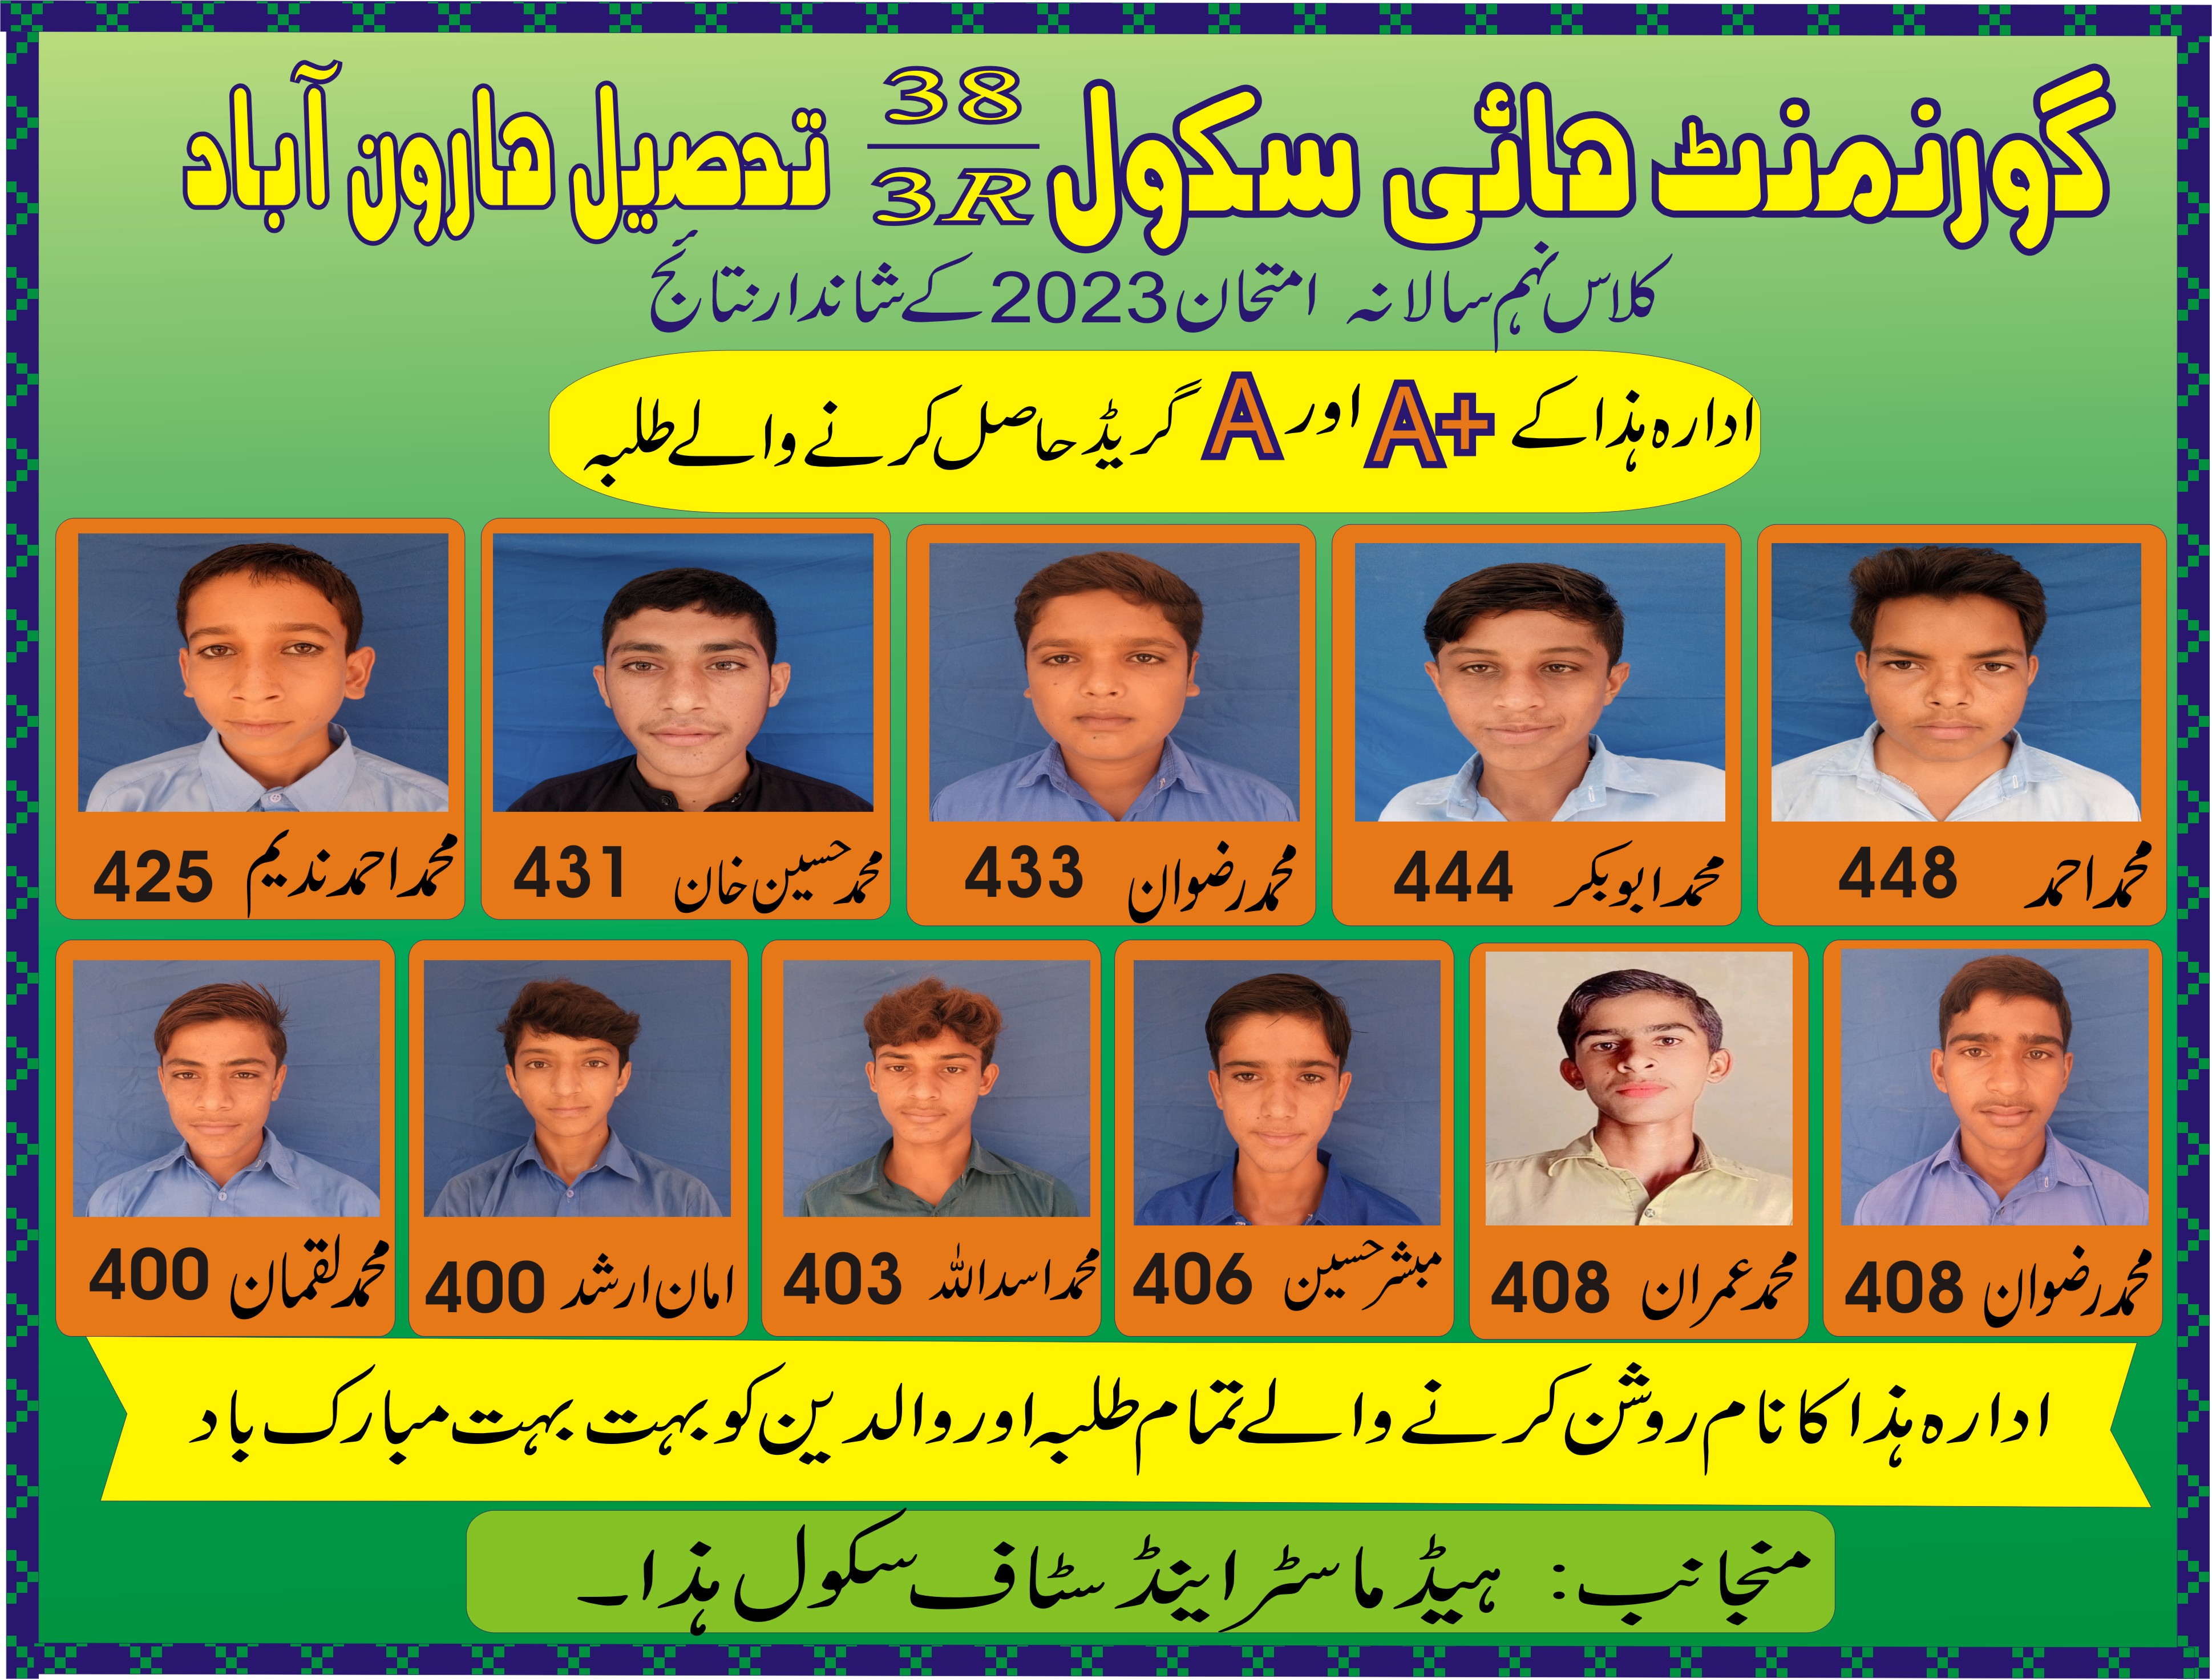 گورنمنٹ ھائی سکول 38/3R تحصیل ھارون آباد
کلاس نہم سالانہ امتحان 2023 کے شاندار نتائج
ادارہ ہذا کے A+ اور A گریڈ حاصل کرنے والے طلبہ
محمد احمد 448
محمد ابوبکر 444
محمد رضوان 433
محمد حسین خان 431
محمد احمد ندیم 425
محمد رضوان 408
محمد عمران 408
مبشر حسین 406
محمد اسد اللہ 403
امان ارشد 400
محمد لقمان 400
ادارہ ہذا کا نام روشن کرنے والے تمام طلبہ اور والدین کو بہت بہت مبارک باد
منجانب: ہیڈ ماسٹر اینڈ سٹاف سکول ہذا۔